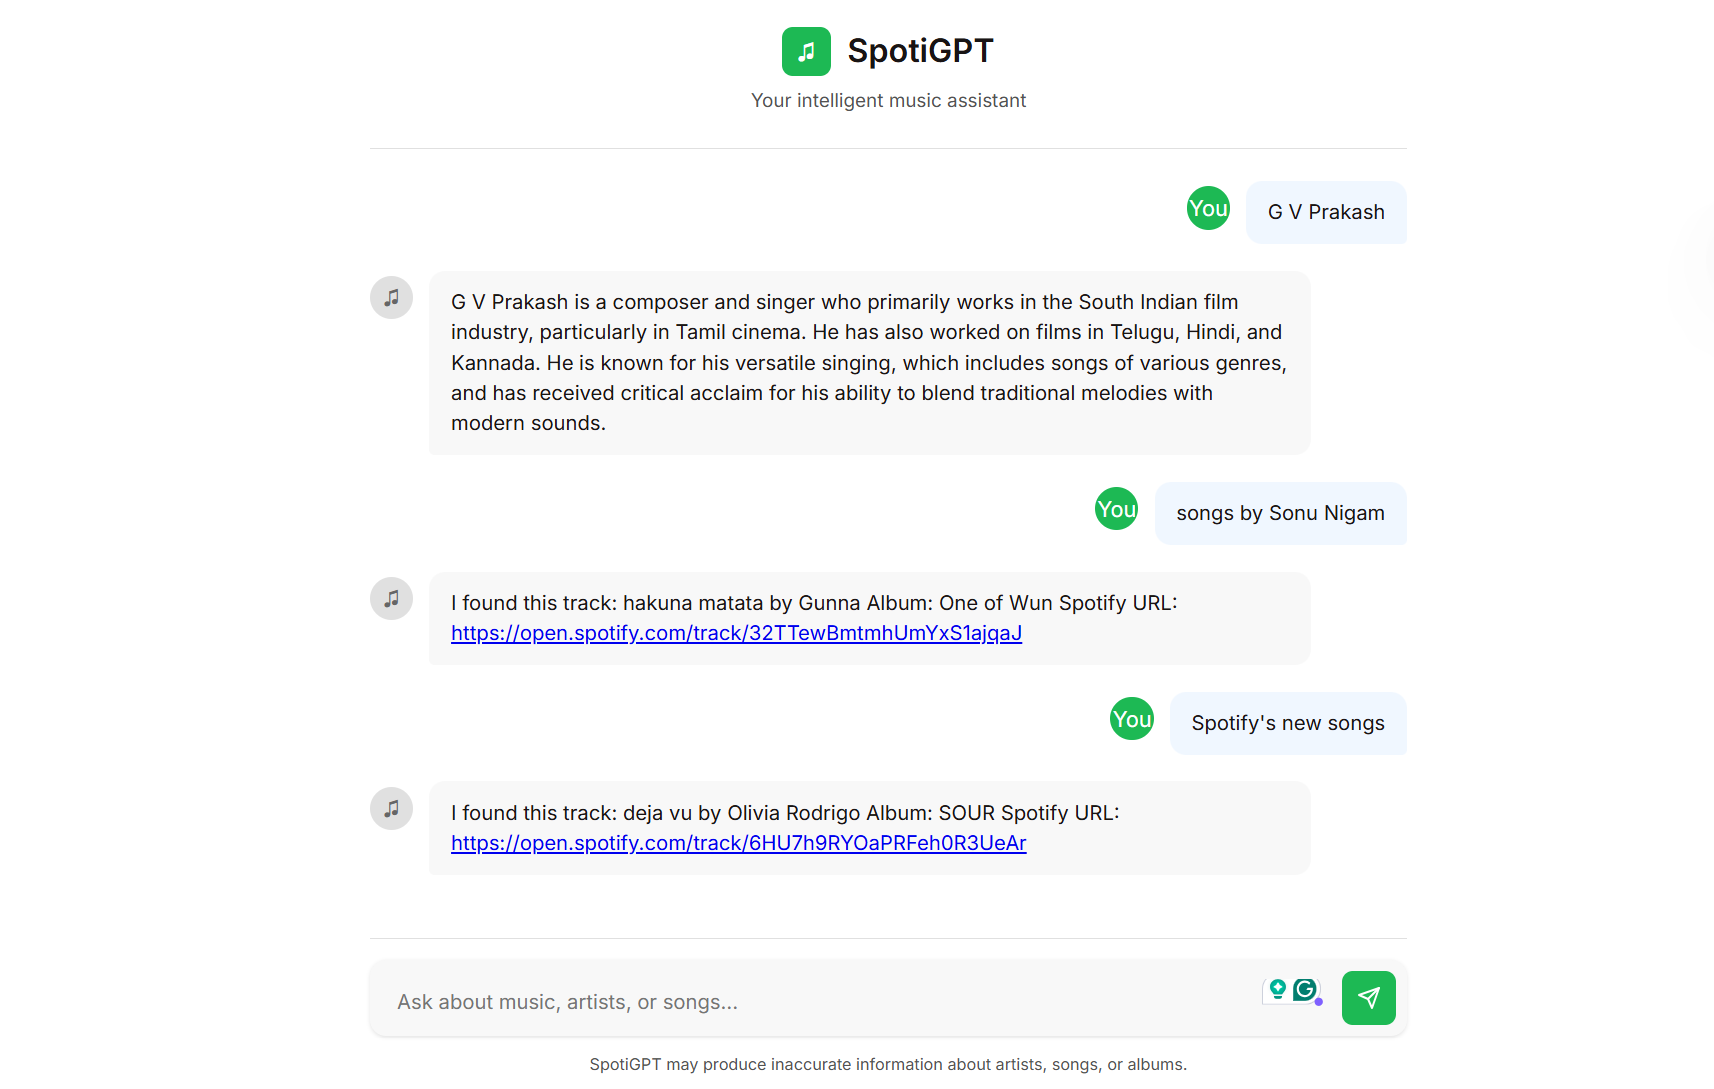 SpotiGPT
Your intelligent music assistant
You
G V Prakash
G V Prakash is a composer and singer who primarily works in the South Indian film
industry, particularly in Tamil cinema. He has also worked on films in Telugu, Hindi, and
Kannada. He is known for his versatile singing, which includes songs of various genres,
and has received critical acclaim for his ability to blend traditional melodies with
modern sounds.
You
songs by Sonu Nigam
I found this track: hakuna matata by Gunna Album: One of Wun Spotify URL:
https://open.spotify.com/track/32TTewBmtmhUmYxS1ajqaJ
You
Spotify's new songs
I found this track: deja vu by Olivia Rodrigo Album: SOUR Spotify URL:
https://open.spotify.com/track/6HU7h9RYOaPRFeh0R3UeAr
Ask about music, artists, or songs...
SpotiGPT may produce inaccurate information about artists, songs, or albums.